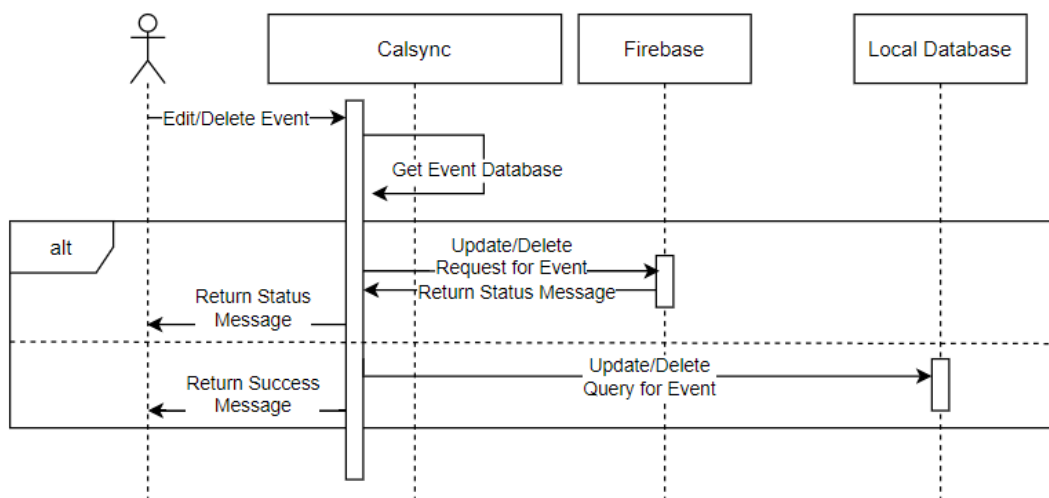 Calsync
Firebase
Local Database
Edit/Delete Event
Get Event Database
alt
Update/Delete
Request for Event
Return Status Message
Return Status
Message
Update/Delete
Query for Event
Return Success
Message